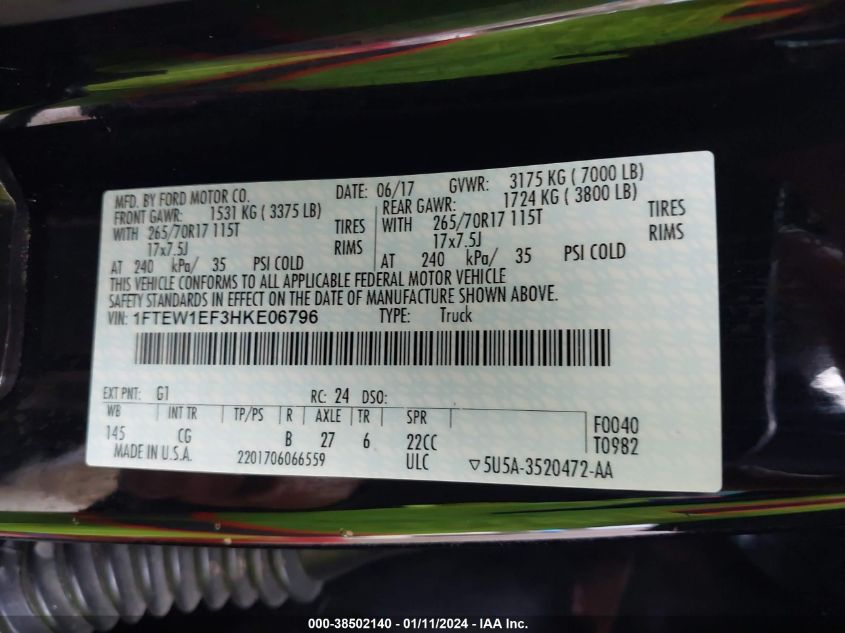 MFD. BY FORD MOTOR CO. DATE: 06/17 GVWR: 3175 KG ( 7000 LB)
FRONT GAWR: 1531 KG ( 3375 LB) REAR GAWR: 1724 KG ( 3800 LB)
WITH 265/70R17 115T TIRES WITH 265/70R17 115T TIRES
17x7.5J RIMS 17x7.5J RIMS
AT 240 kPa/ 35 PSI COLD AT 240 kPa/ 35 PSI COLD
THIS VEHICLE CONFORMS TO ALL APPLICABLE FEDERAL MOTOR VEHICLE
SAFETY STANDARDS IN EFFECT ON THE DATE OF MANUFACTURE SHOWN ABOVE.
VIN: 1FTEW1EF3HKE06796 TYPE: Truck
EXT PNT: G1 RC: 24 DSO:
WB INT TR TP/PS R AXLE TR SPR F0040
145 CG B 27 6 22CC T0982
MADE IN U.S.A. 2201706066559 ULC ▽5U5A-3520472-AA
000-38502140 - 01/11/2024 - IAA Inc.